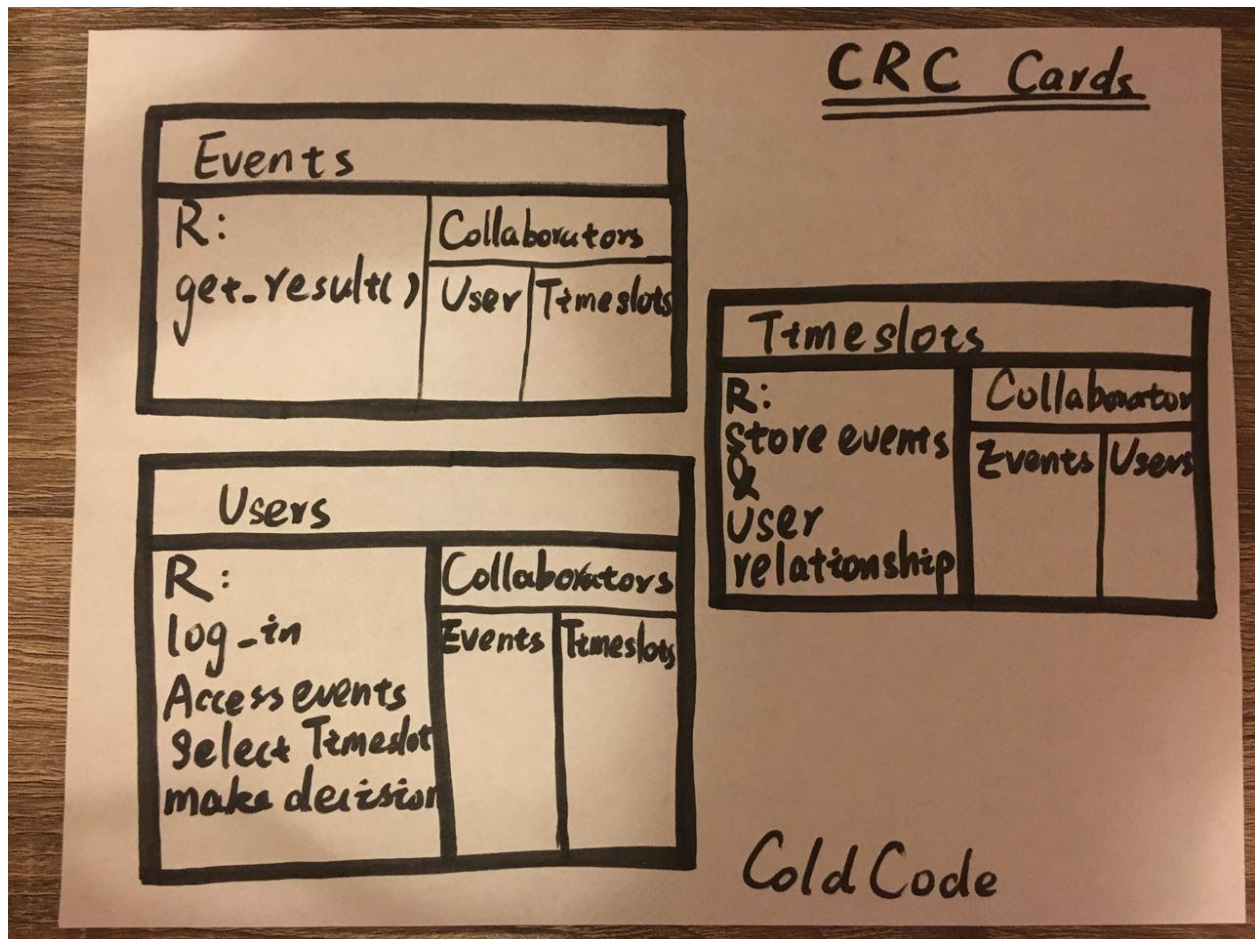 CRC Cards
Events
R:
get_result()
Collaborators
User
Timeslots
Timeslots
R:
store events
&
user
relationship
Collaborator
Events
Users
Users
R:
log_in
Access events
Select Timeslot
make decision
Collaborators
Events
Timeslots
Cold Code